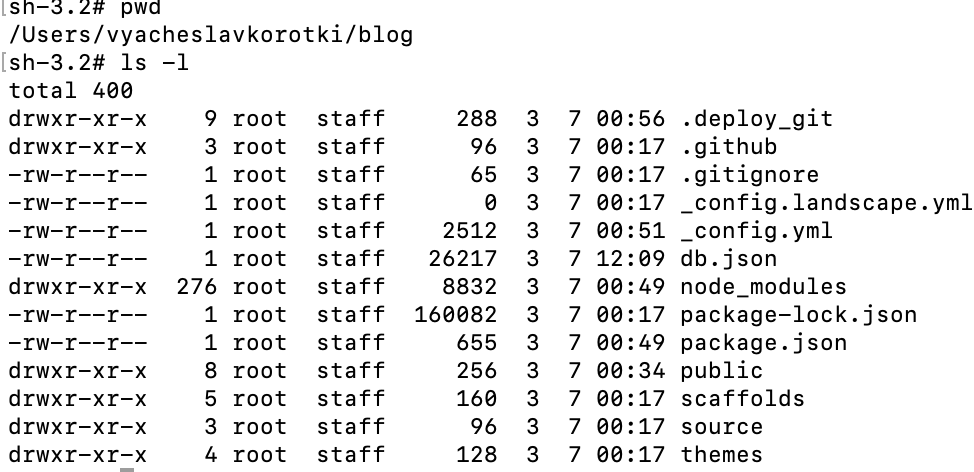 [sh-3.2# pwd
/Users/vyacheslavkorotki/blog
[sh-3.2# ls -l
total 400
drwxr-xr-x    9 root  staff     288  3  7 00:56 .deploy_git
drwxr-xr-x    3 root  staff      96  3  7 00:17 .github
-rw-r--r--    1 root  staff      65  3  7 00:17 .gitignore
-rw-r--r--    1 root  staff       0  3  7 00:17 _config.landscape.yml
-rw-r--r--    1 root  staff    2512  3  7 00:51 _config.yml
-rw-r--r--    1 root  staff   26217  3  7 12:09 db.json
drwxr-xr-x  276 root  staff    8832  3  7 00:49 node_modules
-rw-r--r--    1 root  staff  160082  3  7 00:17 package-lock.json
-rw-r--r--    1 root  staff     655  3  7 00:49 package.json
drwxr-xr-x    8 root  staff     256  3  7 00:34 public
drwxr-xr-x    5 root  staff     160  3  7 00:17 scaffolds
drwxr-xr-x    3 root  staff      96  3  7 00:17 source
drwxr-xr-x    4 root  staff     128  3  7 00:17 themes